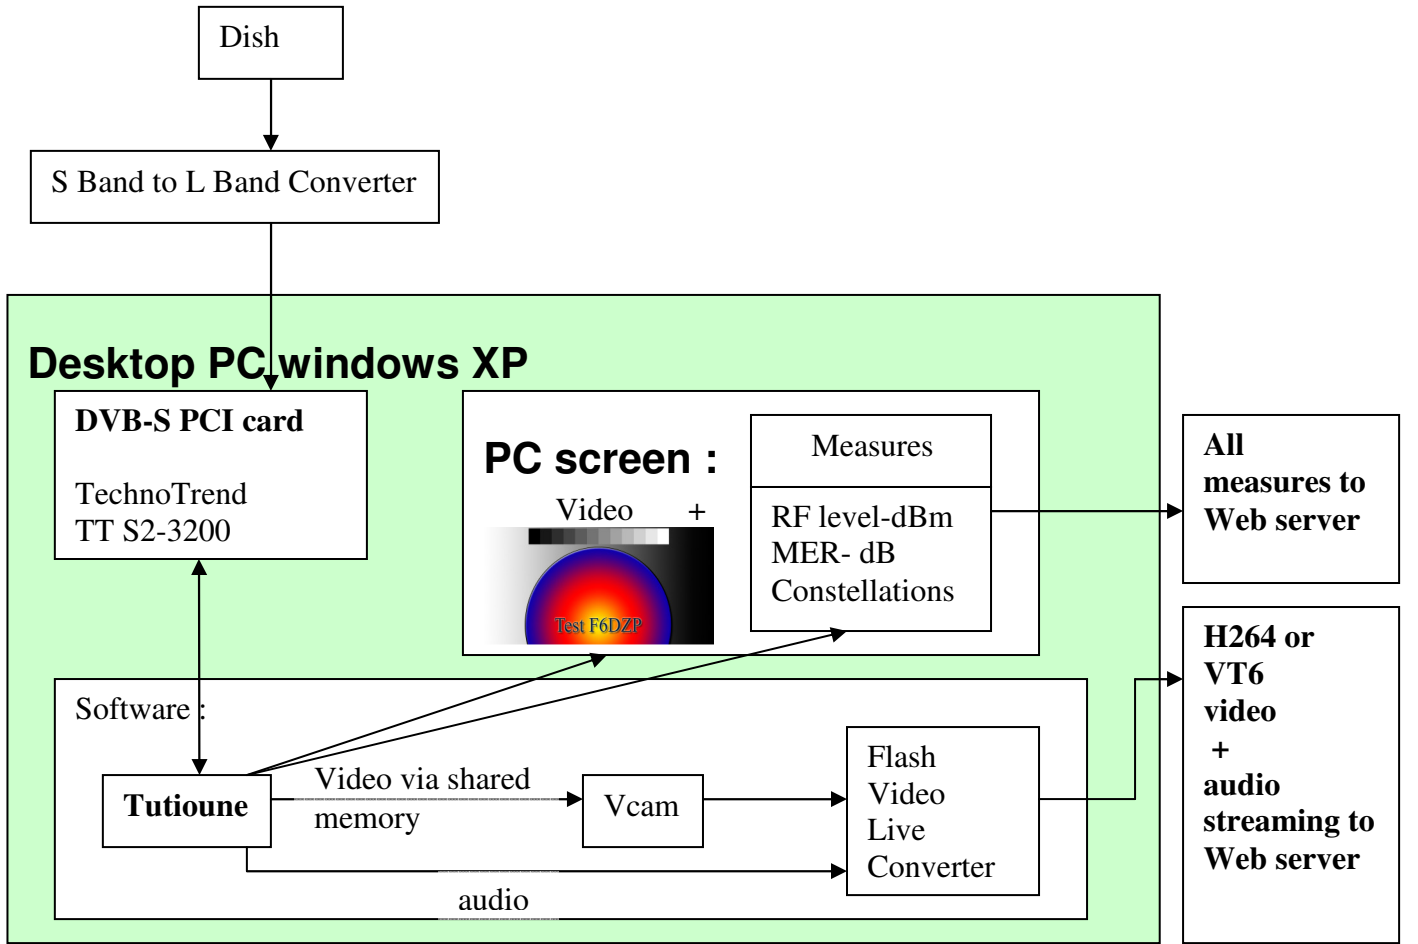 Dish
S Band to L Band Converter
Desktop PC windows XP
DVB-S PCI card
TechnoTrend
TT S2-3200
PC screen :
Video +
Test F6DZP
Measures
RF level-dBm
MER- dB
Constellations
All
measures to
Web server
Software :
Tutioune
Video via shared
memory
Vcam
audio
Flash
Video
Live
Converter
H264 or
VT6
video
+
audio
streaming to
Web server